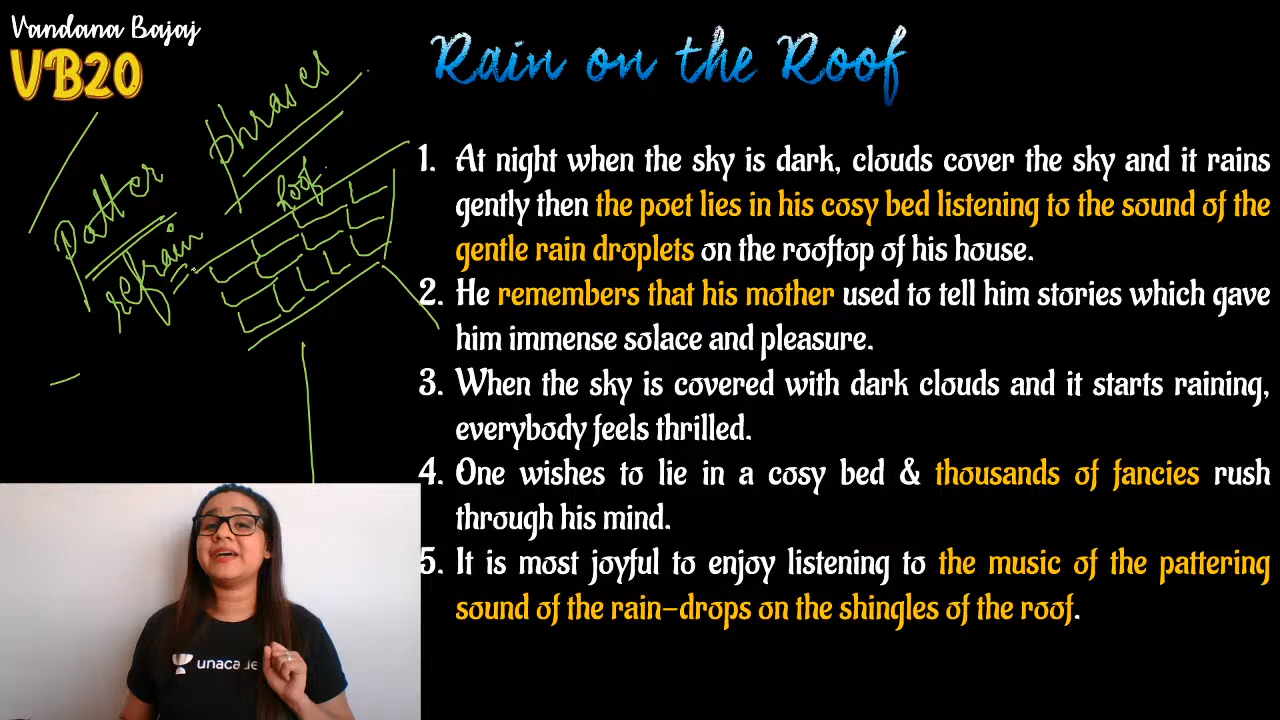 Vandana Bajaj
VB20
Rain on the Roof
phrases
Roof
Patter
refrain
1. At night when the sky is dark, clouds cover the sky and it rains
gently then the poet lies in his cosy bed listening to the sound of the
gentle rain droplets on the rooftop of his house.
2. He remembers that his mother used to tell him stories which gave
him immense solace and pleasure.
3. When the sky is covered with dark clouds and it starts raining,
everybody feels thrilled.
4. One wishes to lie in a cosy bed & thousands of fancies rush
through his mind.
5. It is most joyful to enjoy listening to the music of the pattering
sound of the rain-drops on the shingles of the roof.